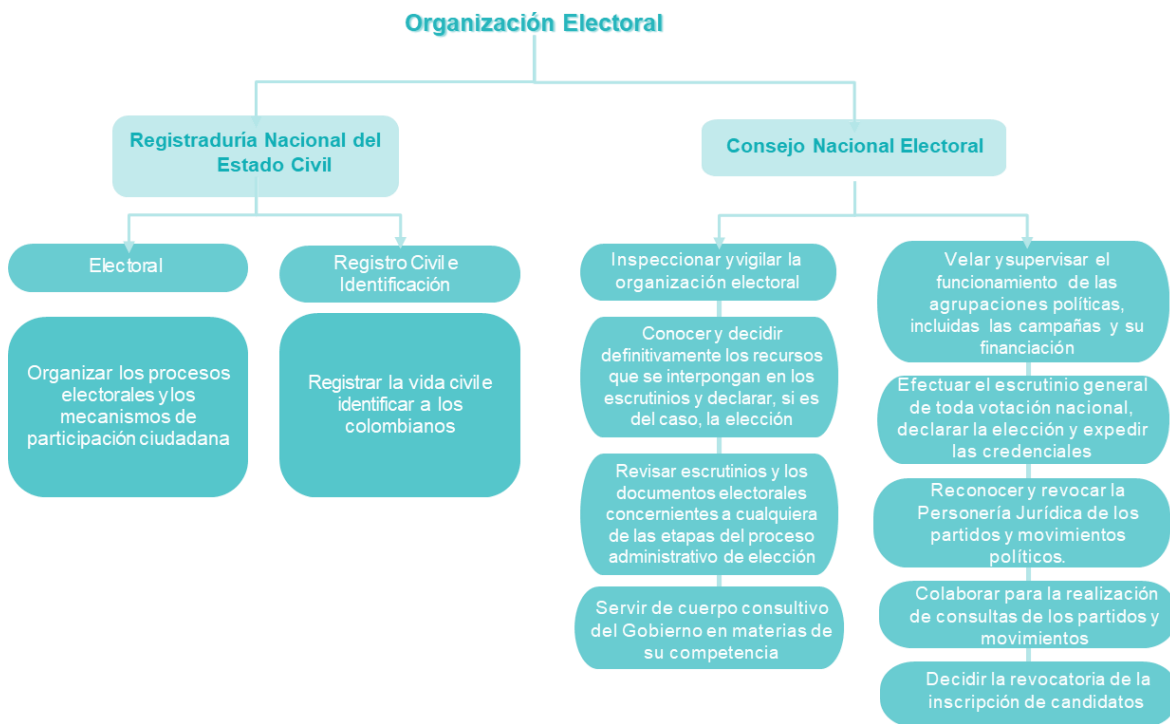 Organización Electoral
Registraduría Nacional del
Estado Civil
Consejo Nacional Electoral
Electoral
Registro Civil e
Identificación
Organizar los procesos
electorales y los
mecanismos de
participación ciudadana
Registrar la vida civil e
identificar a los
colombianos
Inspeccionar y vigilar la
organización electoral
Conocer y decidir
definitivamente los recursos
que se interpongan en los
escrutinios y declarar, si es
del caso, la elección
Revisar escrutinios y los
documentos electorales
concernientes a cualquiera
de las etapas del proceso
administrativo de elección
Servir de cuerpo consultivo
del Gobierno en materias de
su competencia
Velar y supervisar el
funcionamiento de las
agrupaciones políticas,
incluidas las campañas y su
financiación
Efectuar el escrutinio general
de toda votación nacional,
declarar la elección y expedir
las credenciales
Reconocer y revocar la
Personería Jurídica de los
partidos y movimientos
políticos.
Colaborar para la realización
de consultas de los partidos y
movimientos
Decidir la revocatoria de la
inscripción de candidatos